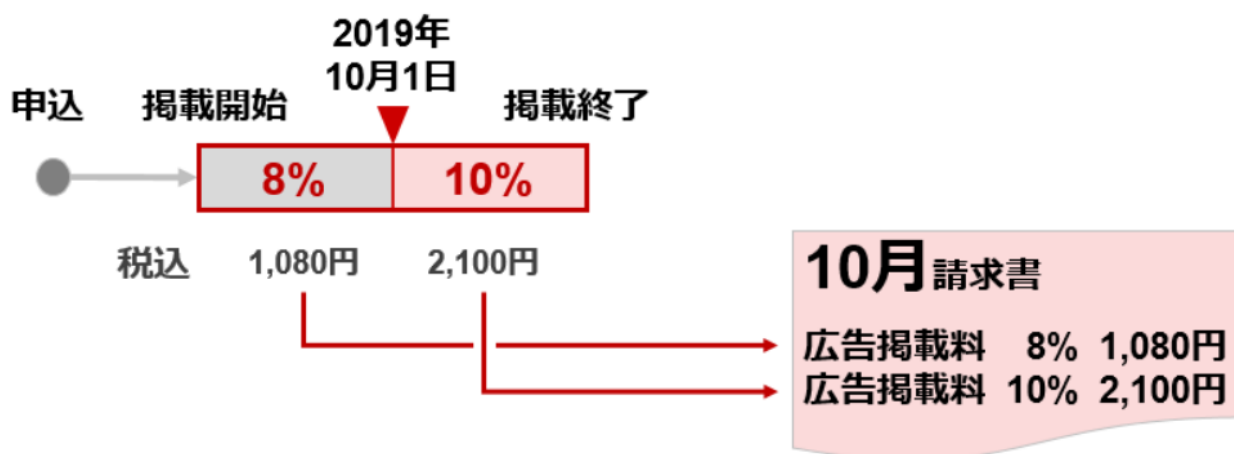 2019年
10月1日
申込 掲載開始 掲載終了
8% 10%
税込 1,080円 2,100円
10月請求書
広告掲載料 8% 1,080円
広告掲載料 10% 2,100円